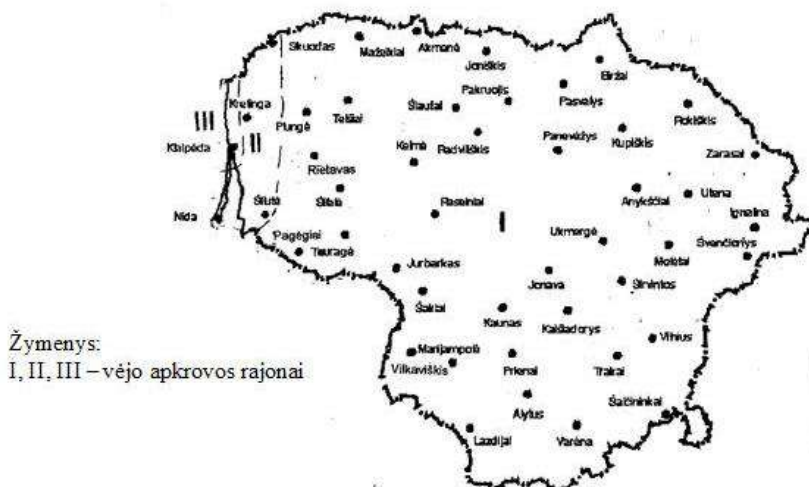 Skuodas
Mažeikiai
Akmenė
Joniškis
Biržai
Pakruojis
Pasvalys
Kretinga
Šiauliai
Rokiškis
III
Plungė
Telšiai
II
Radviliškis
Kupiškis
Klaipėda
Kelmė
Panevėžys
Zarasai
Rietavas
Šilutė
Šilalė
Raseiniai
Anykščiai
Utena
Nida
I
Ignalina
Pagėgiai
Tauragė
Ukmergė
Molėtai
Švenčionys
Jurbarkas
Jonava
Širvintos
Šakiai
Kaunas
Kaišiadorys
Žymenys:
Vilnius
I, II, III – vėjo apkrovos rajonai
Marijampolė
Vilkaviškis
Prienai
Trakai
Alytus
Šalčininkai
Lazdijai
Varėna